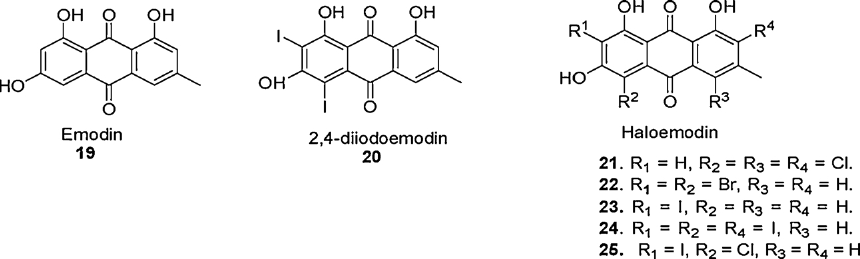 OH O OH
HO
O
Emodin
19
OH O OH
I
HO
I O
2,4-diiodoemodin
20
OH O OH
R¹ R⁴
HO
R² O R³
Haloemodin
21. R₁ = H, R₂ = R₃ = R₄ = Cl.
22. R₁ = R₂ = Br, R₃ = R₄ = H.
23. R₁ = I, R₂ = R₃ = R₄ = H.
24. R₁ = R₂ = R₄ = I, R₃ = H.
25. R₁ = I, R₂ = Cl, R₃ = R₄ = H